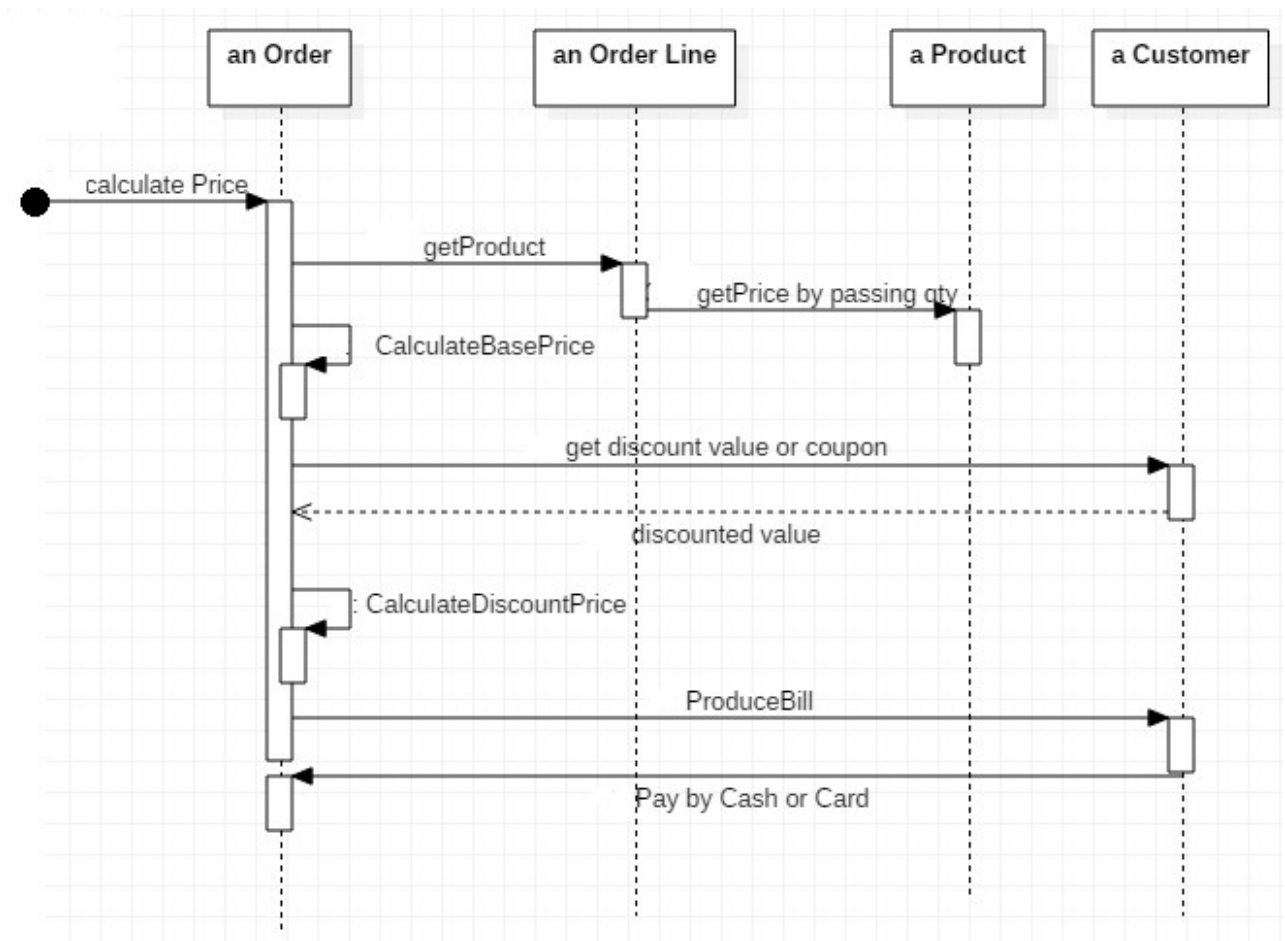 an Order
an Order Line
a Product
a Customer
calculate Price
getProduct
getPrice by passing qty
CalculateBasePrice
get discount value or coupon
discounted value
: CalculateDiscountPrice
ProduceBill
Pay by Cash or Card